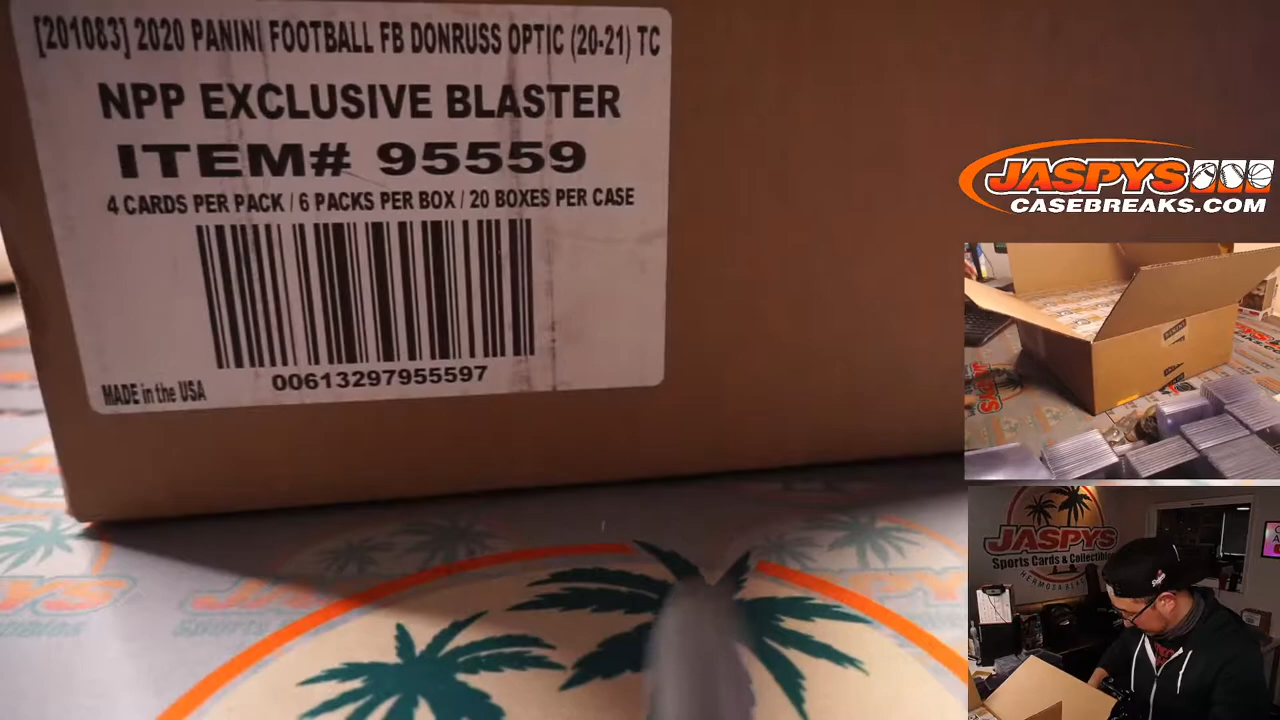 [201083] 2020 PANINI FOOTBALL FB DONRUSS OPTIC (20-21) TC
NPP EXCLUSIVE BLASTER
ITEM# 95559
4 CARDS PER PACK / 6 PACKS PER BOX / 20 BOXES PER CASE
00613297955597
MADE in the USA
JASPYS
CASEBREAKS.COM
JASPYS
Sports Cards & Collectibles
JASPYS